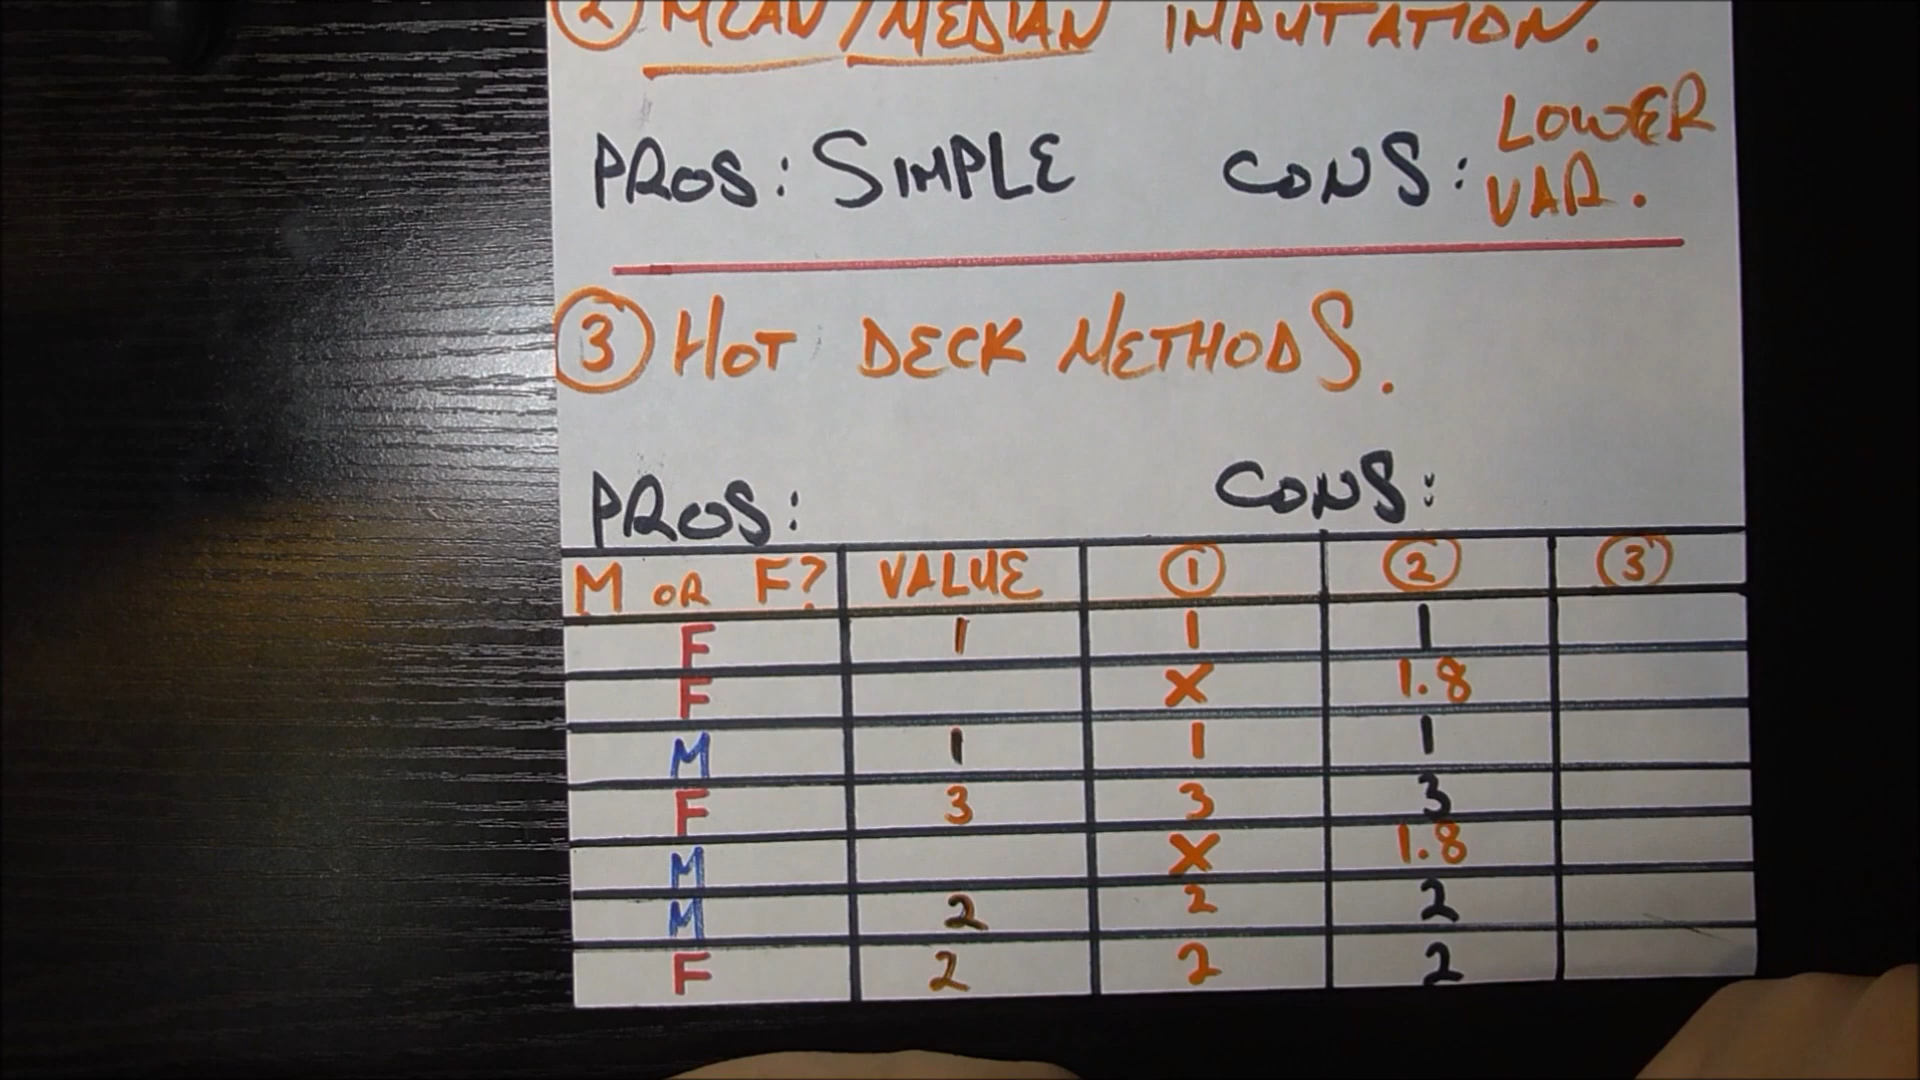 ② MEAN/MEDIAN IMPUTATION.
PROS: SIMPLE CONS: LOWER VAR.
③ HOT DECK METHODS.
PROS: CONS:
M OR F? VALUE ① ② ③
F 1 1 1
F X 1.8
M 1 1 1
F 3 3 3
M X 1.8
M 2 2 2
F 2 2 2